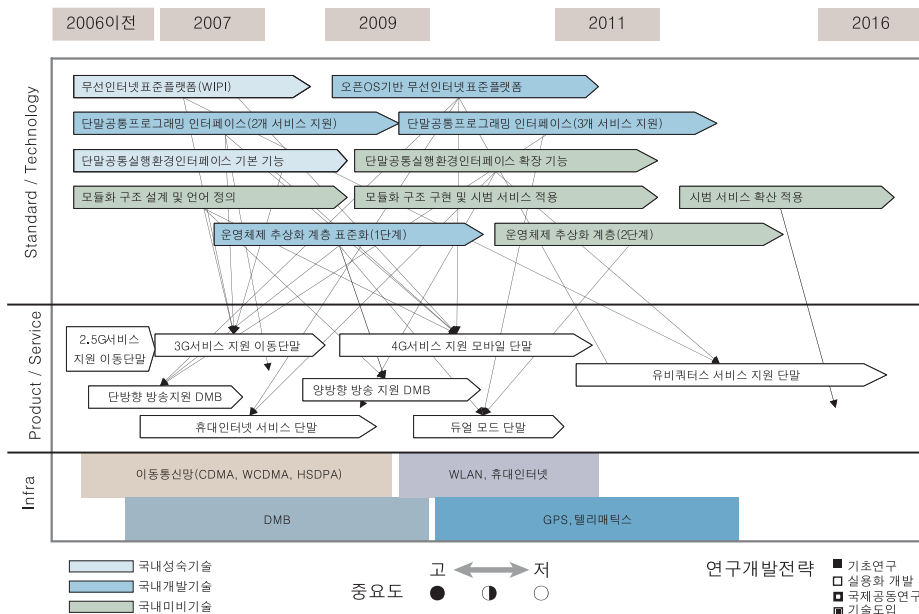 2006이전
2007
2009
2011
2016
Standard / Technology
무선인터넷표준플랫폼(WIPI)
오픈OS기반 무선인터넷표준플랫폼
단말공통프로그래밍 인터페이스(2개 서비스 지원)
단말공통프로그래밍 인터페이스(3개 서비스 지원)
단말공통실행환경인터페이스 기본 기능
단말공통실행환경인터페이스 확장 기능
모듈화 구조 설계 및 언어 정의
모듈화 구조 구현 및 시범 서비스 적용
시범 서비스 확산 적용
운영체제 추상화 계층 표준화(1단계)
운영체제 추상화 계층(2단계)
Product / Service
2.5G서비스
지원 이동단말
3G서비스 지원 이동단말
4G서비스 지원 모바일 단말
유비쿼터스 서비스 지원 단말
단방향 방송지원 DMB
양방향 방송 지원 DMB
휴대인터넷 서비스 단말
듀얼 모드 단말
Infra
이동통신망(CDMA, WCDMA, HSDPA)
WLAN, 휴대인터넷
DMB
GPS,텔리매틱스
국내성숙기술
국내개발기술
국내미비기술
중요도
고
저
연구개발전략
기초연구
실용화 개발
국제공동연구
기술도입